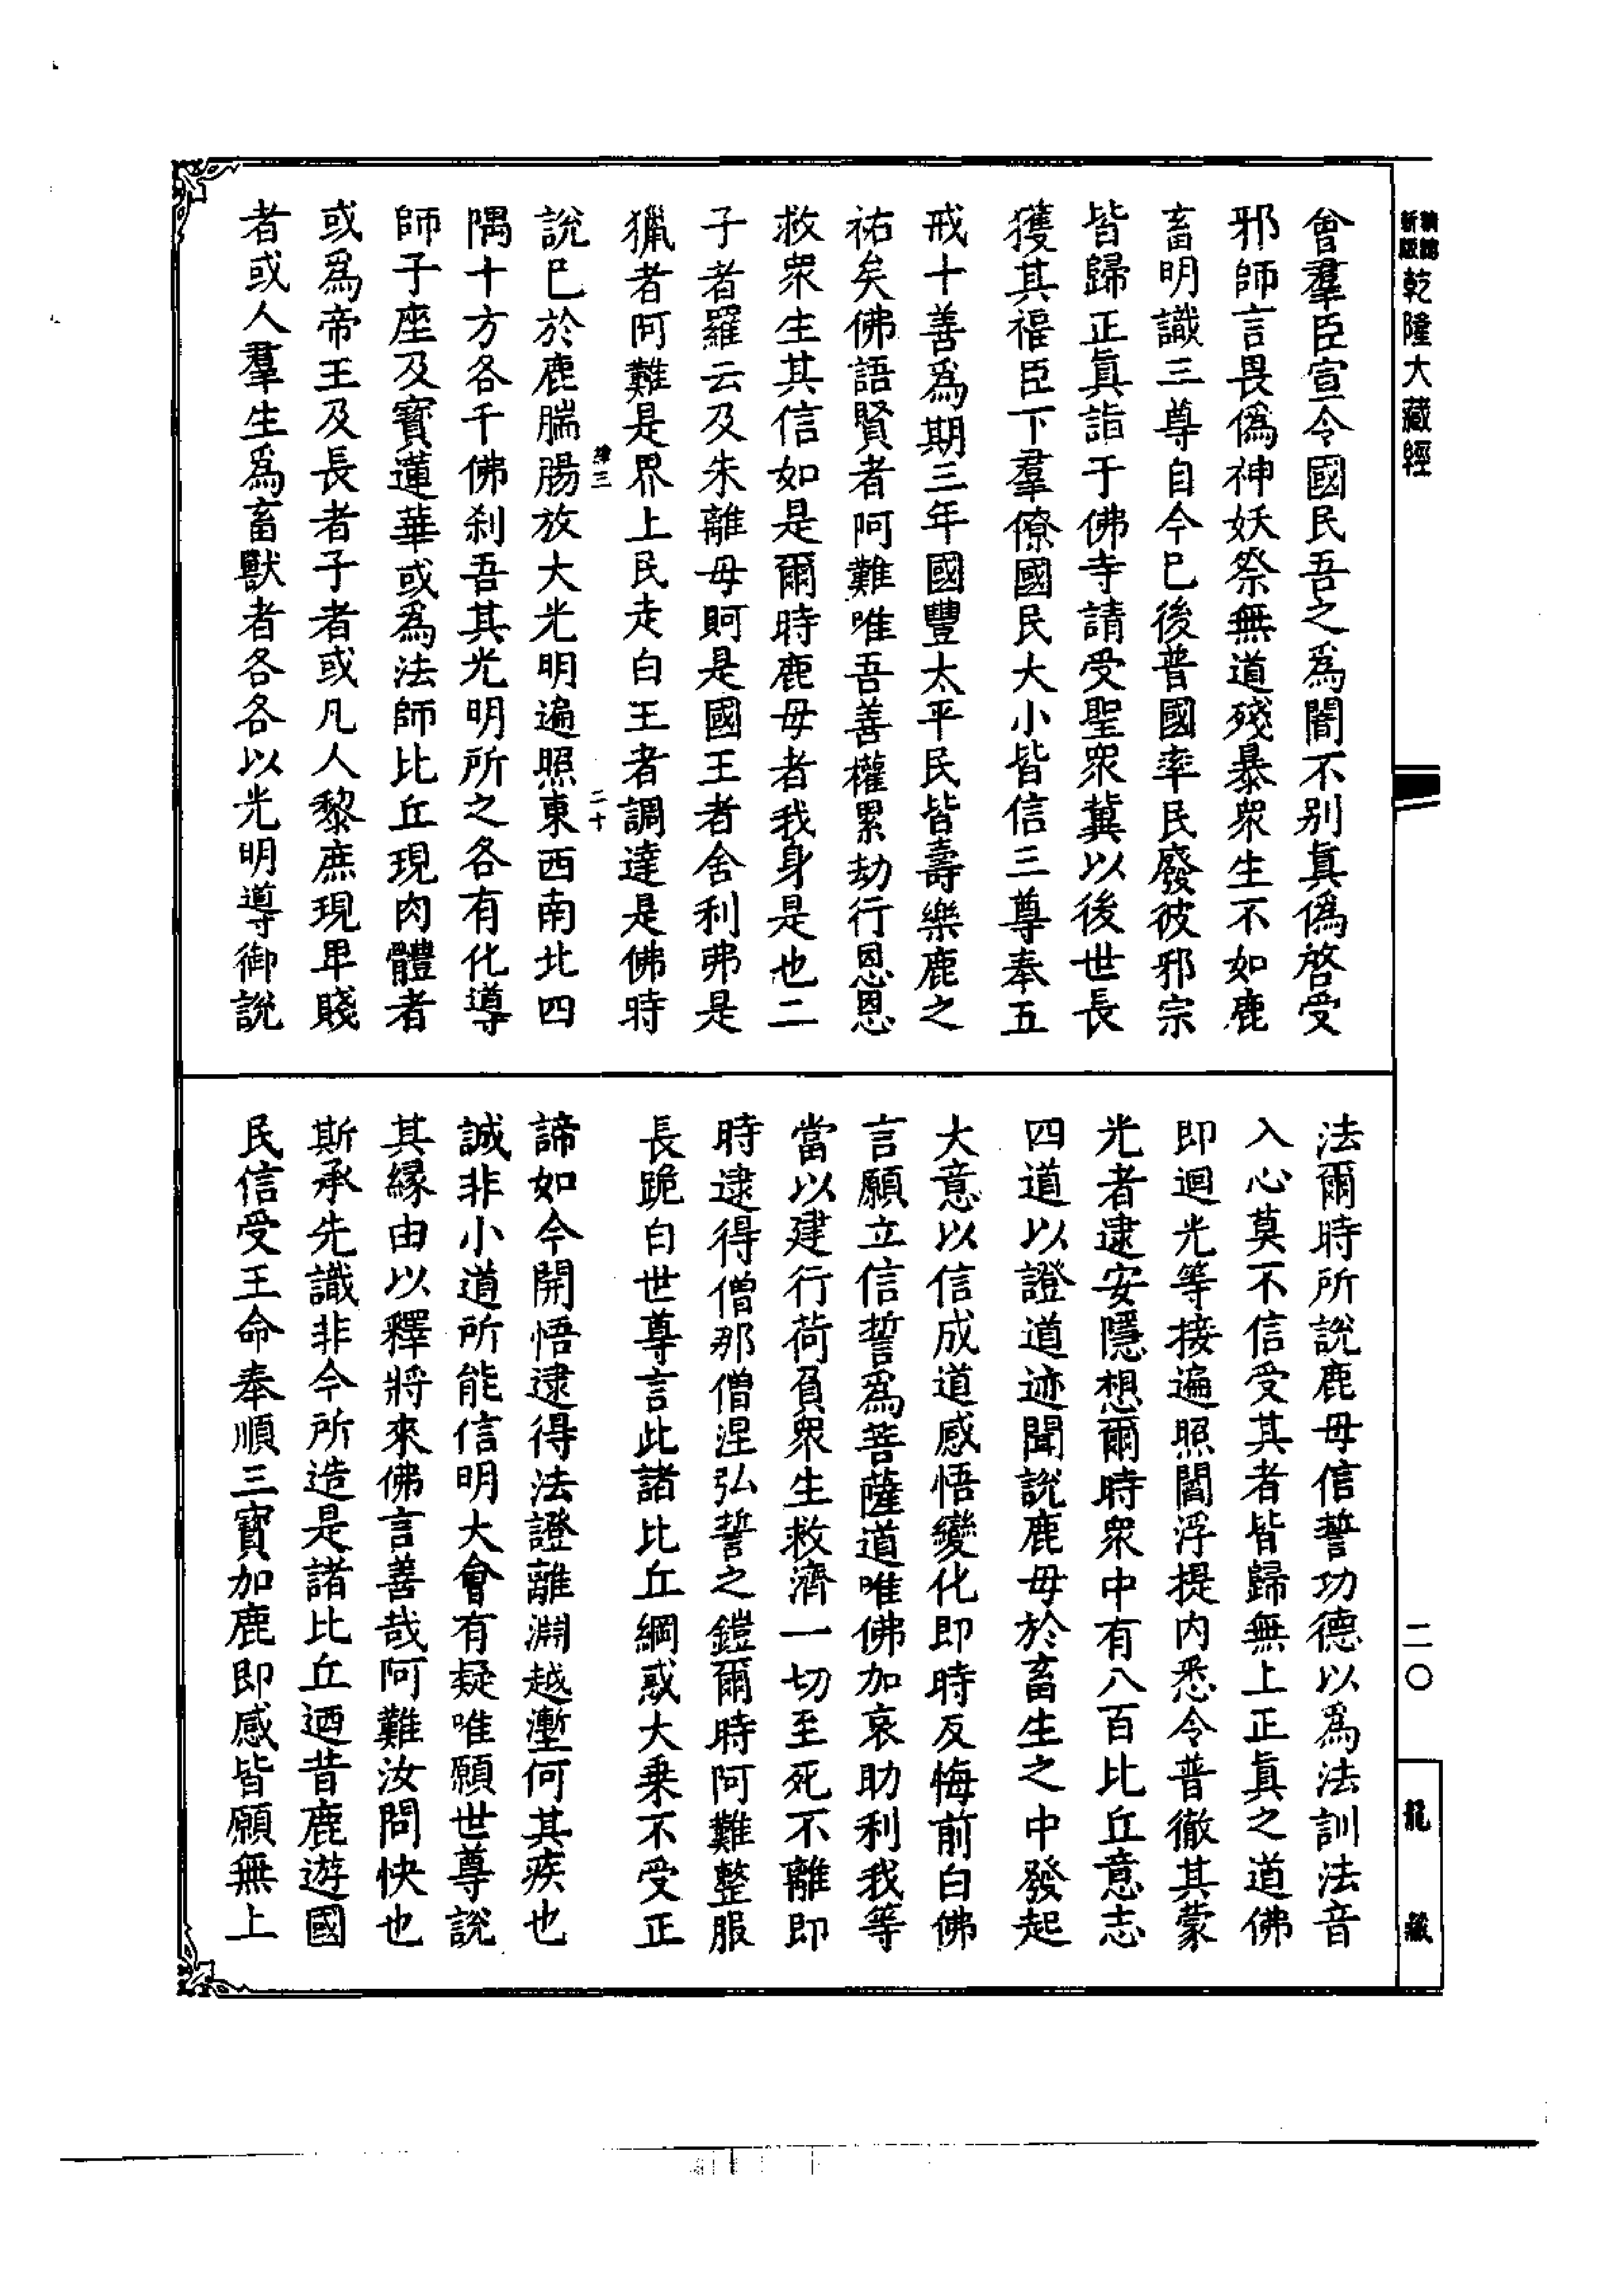 乾隆大藏經
會羣臣宣令國民吾之爲闇不别眞僞啓受
邪師言畏僞神妖祭無道殘暴衆生不如鹿
畜明識三尊自今巳後普國率民廢彼邪宗
皆歸正眞詣于佛寺請受聖衆冀以後世長
獲其福臣下羣僚國民大小皆信三尊奉五
戒十善爲期三年國豐太平民皆壽樂鹿之
祐矣佛語賢者阿難唯吾善權累劫行恩恩
救衆生其信如是爾時鹿母者我身是也二
子者羅云及朱離母是國王者舍利弗是
獵者阿難是界上民走白王者調達是佛時
二十
說巳於鹿腨腸放大光明遍照東西南北四
隅十方各千佛刹吾其光明所之各有化導
師子座及寳蓮華或爲法師比丘現肉體者
或爲帝王及長者子者或凡人黎庶現卑賤
者或人羣生爲畜獸者各各以光明導御說
法爾時所說鹿母信誓功德以爲法訓法音
入心莫不信受其者皆歸無上正眞之道佛
即迴光等接遍照閻浮提内悉令普徹其蒙
光者逮安隱想爾時衆中有八百比丘意志
四道以證道迹聞說鹿母於畜生之中發起
大意以信成道感悟變化即時反悔前白佛
言願立信誓爲菩薩道唯佛加哀助利我等
當以建行荷負衆生救濟一切至死不離即
時逮得僧那僧涅弘誓之鎧爾時阿難整服
長跪白世尊言此諸比丘網惑大乗不受正
諦如今開悟逮得法證離淵越壍何其疾也
誠非小道所能信明大會有疑唯願世尊說
其緣由以釋將來佛言善哉阿難汝問快也
斯承先識非今所造是諸比丘迺昔鹿遊國
民信受王命奉順三寳加鹿即感皆願無上
二〇
龍藏